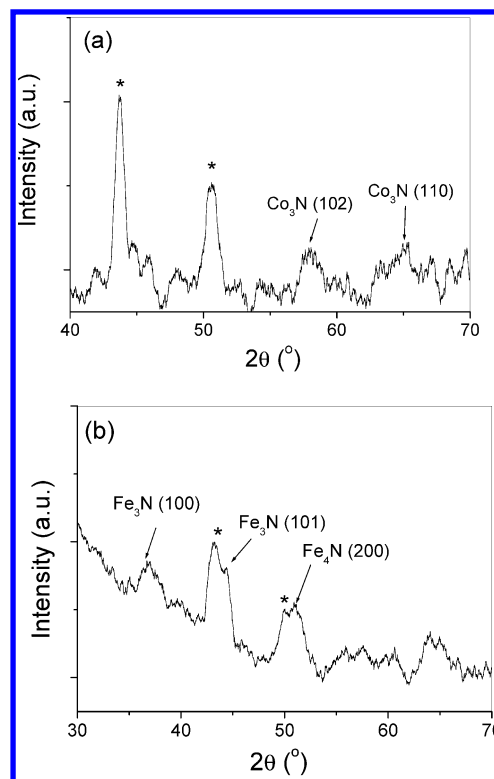 (a)
*
*
Co₃N (102)
Co₃N (110)
Intensity (a.u.)
40 50 60 70
2θ (°)
(b)
Fe₃N (100)
*
Fe₃N (101)
*
Fe₄N (200)
Intensity (a.u.)
30 40 50 60 70
2θ (°)